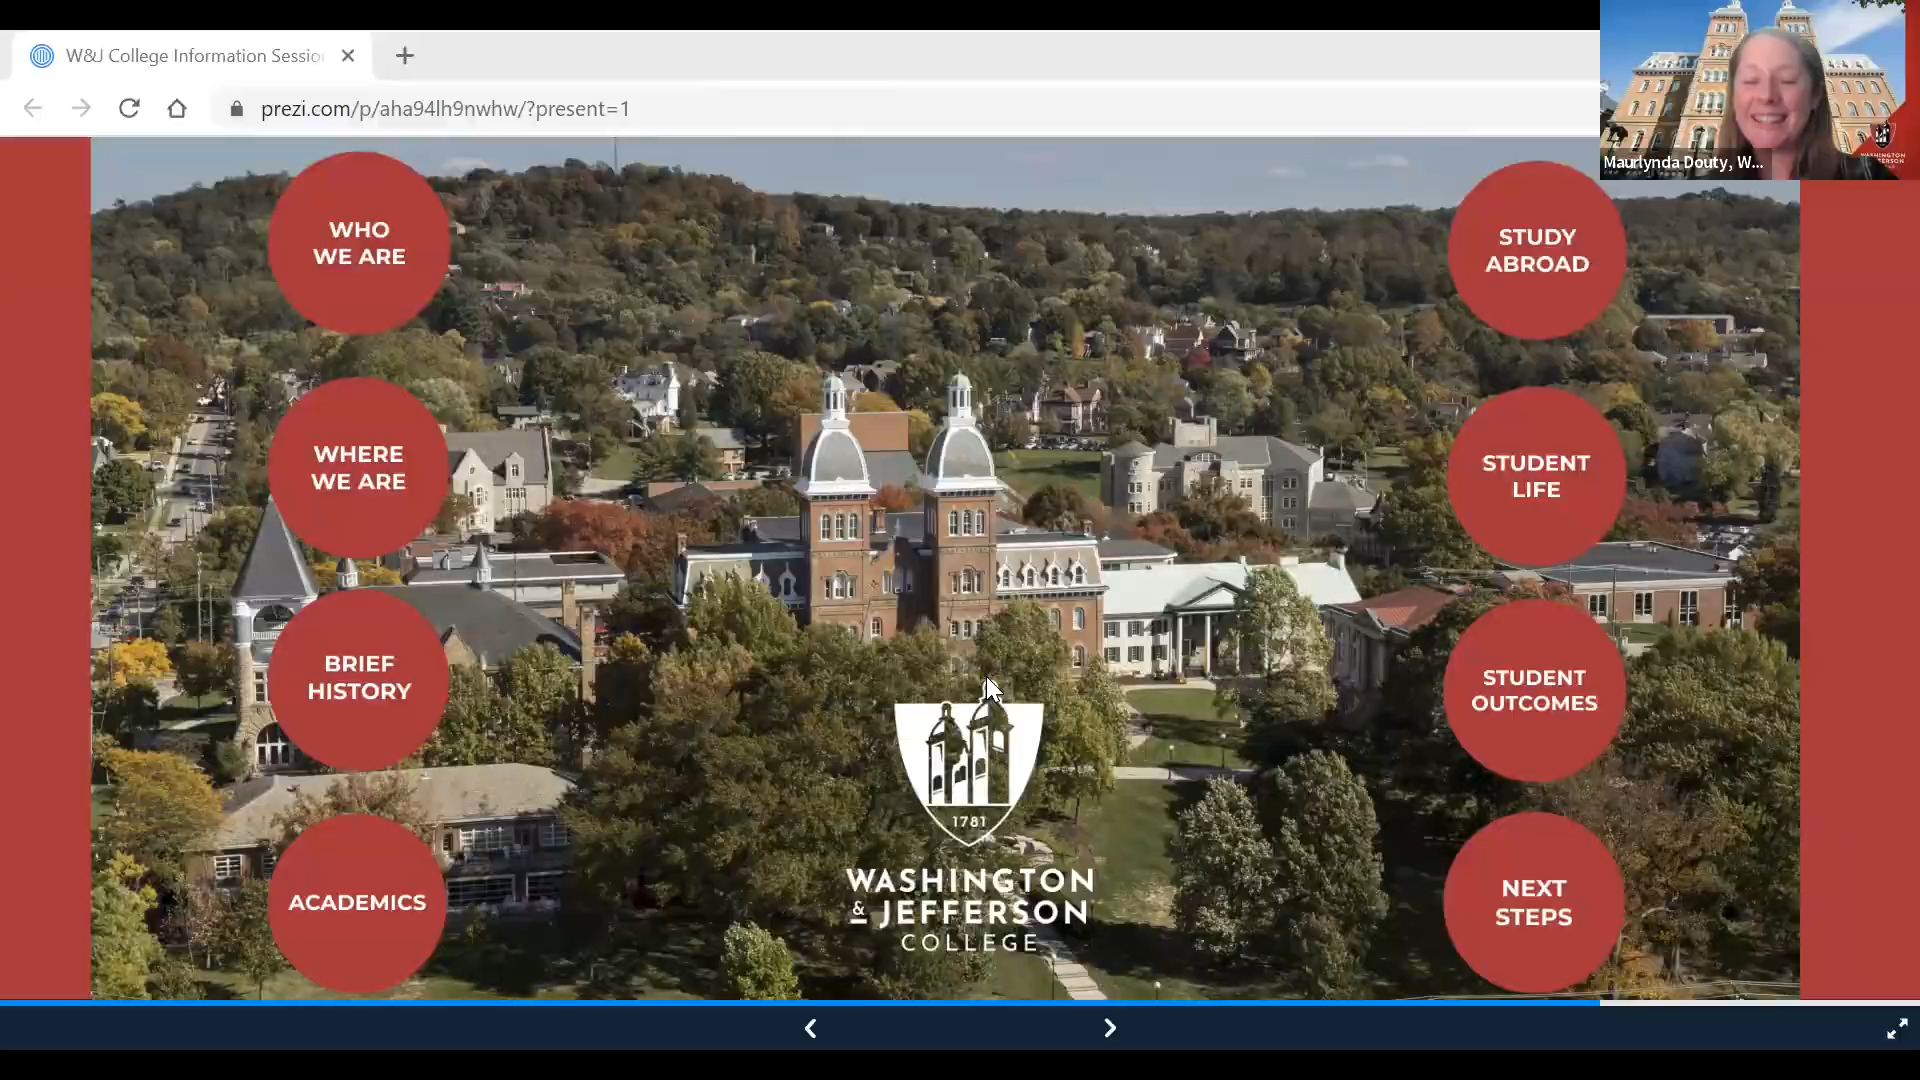 W&J College Information Sessio
prezi.com/p/aha94lh9nwhw/?present=1
Maurlynda Douty, W...
WHO
WE ARE
WHERE
WE ARE
BRIEF
HISTORY
ACADEMICS
STUDY
ABROAD
STUDENT
LIFE
STUDENT
OUTCOMES
NEXT
STEPS
1781
WASHINGTON
& JEFFERSON
COLLEGE